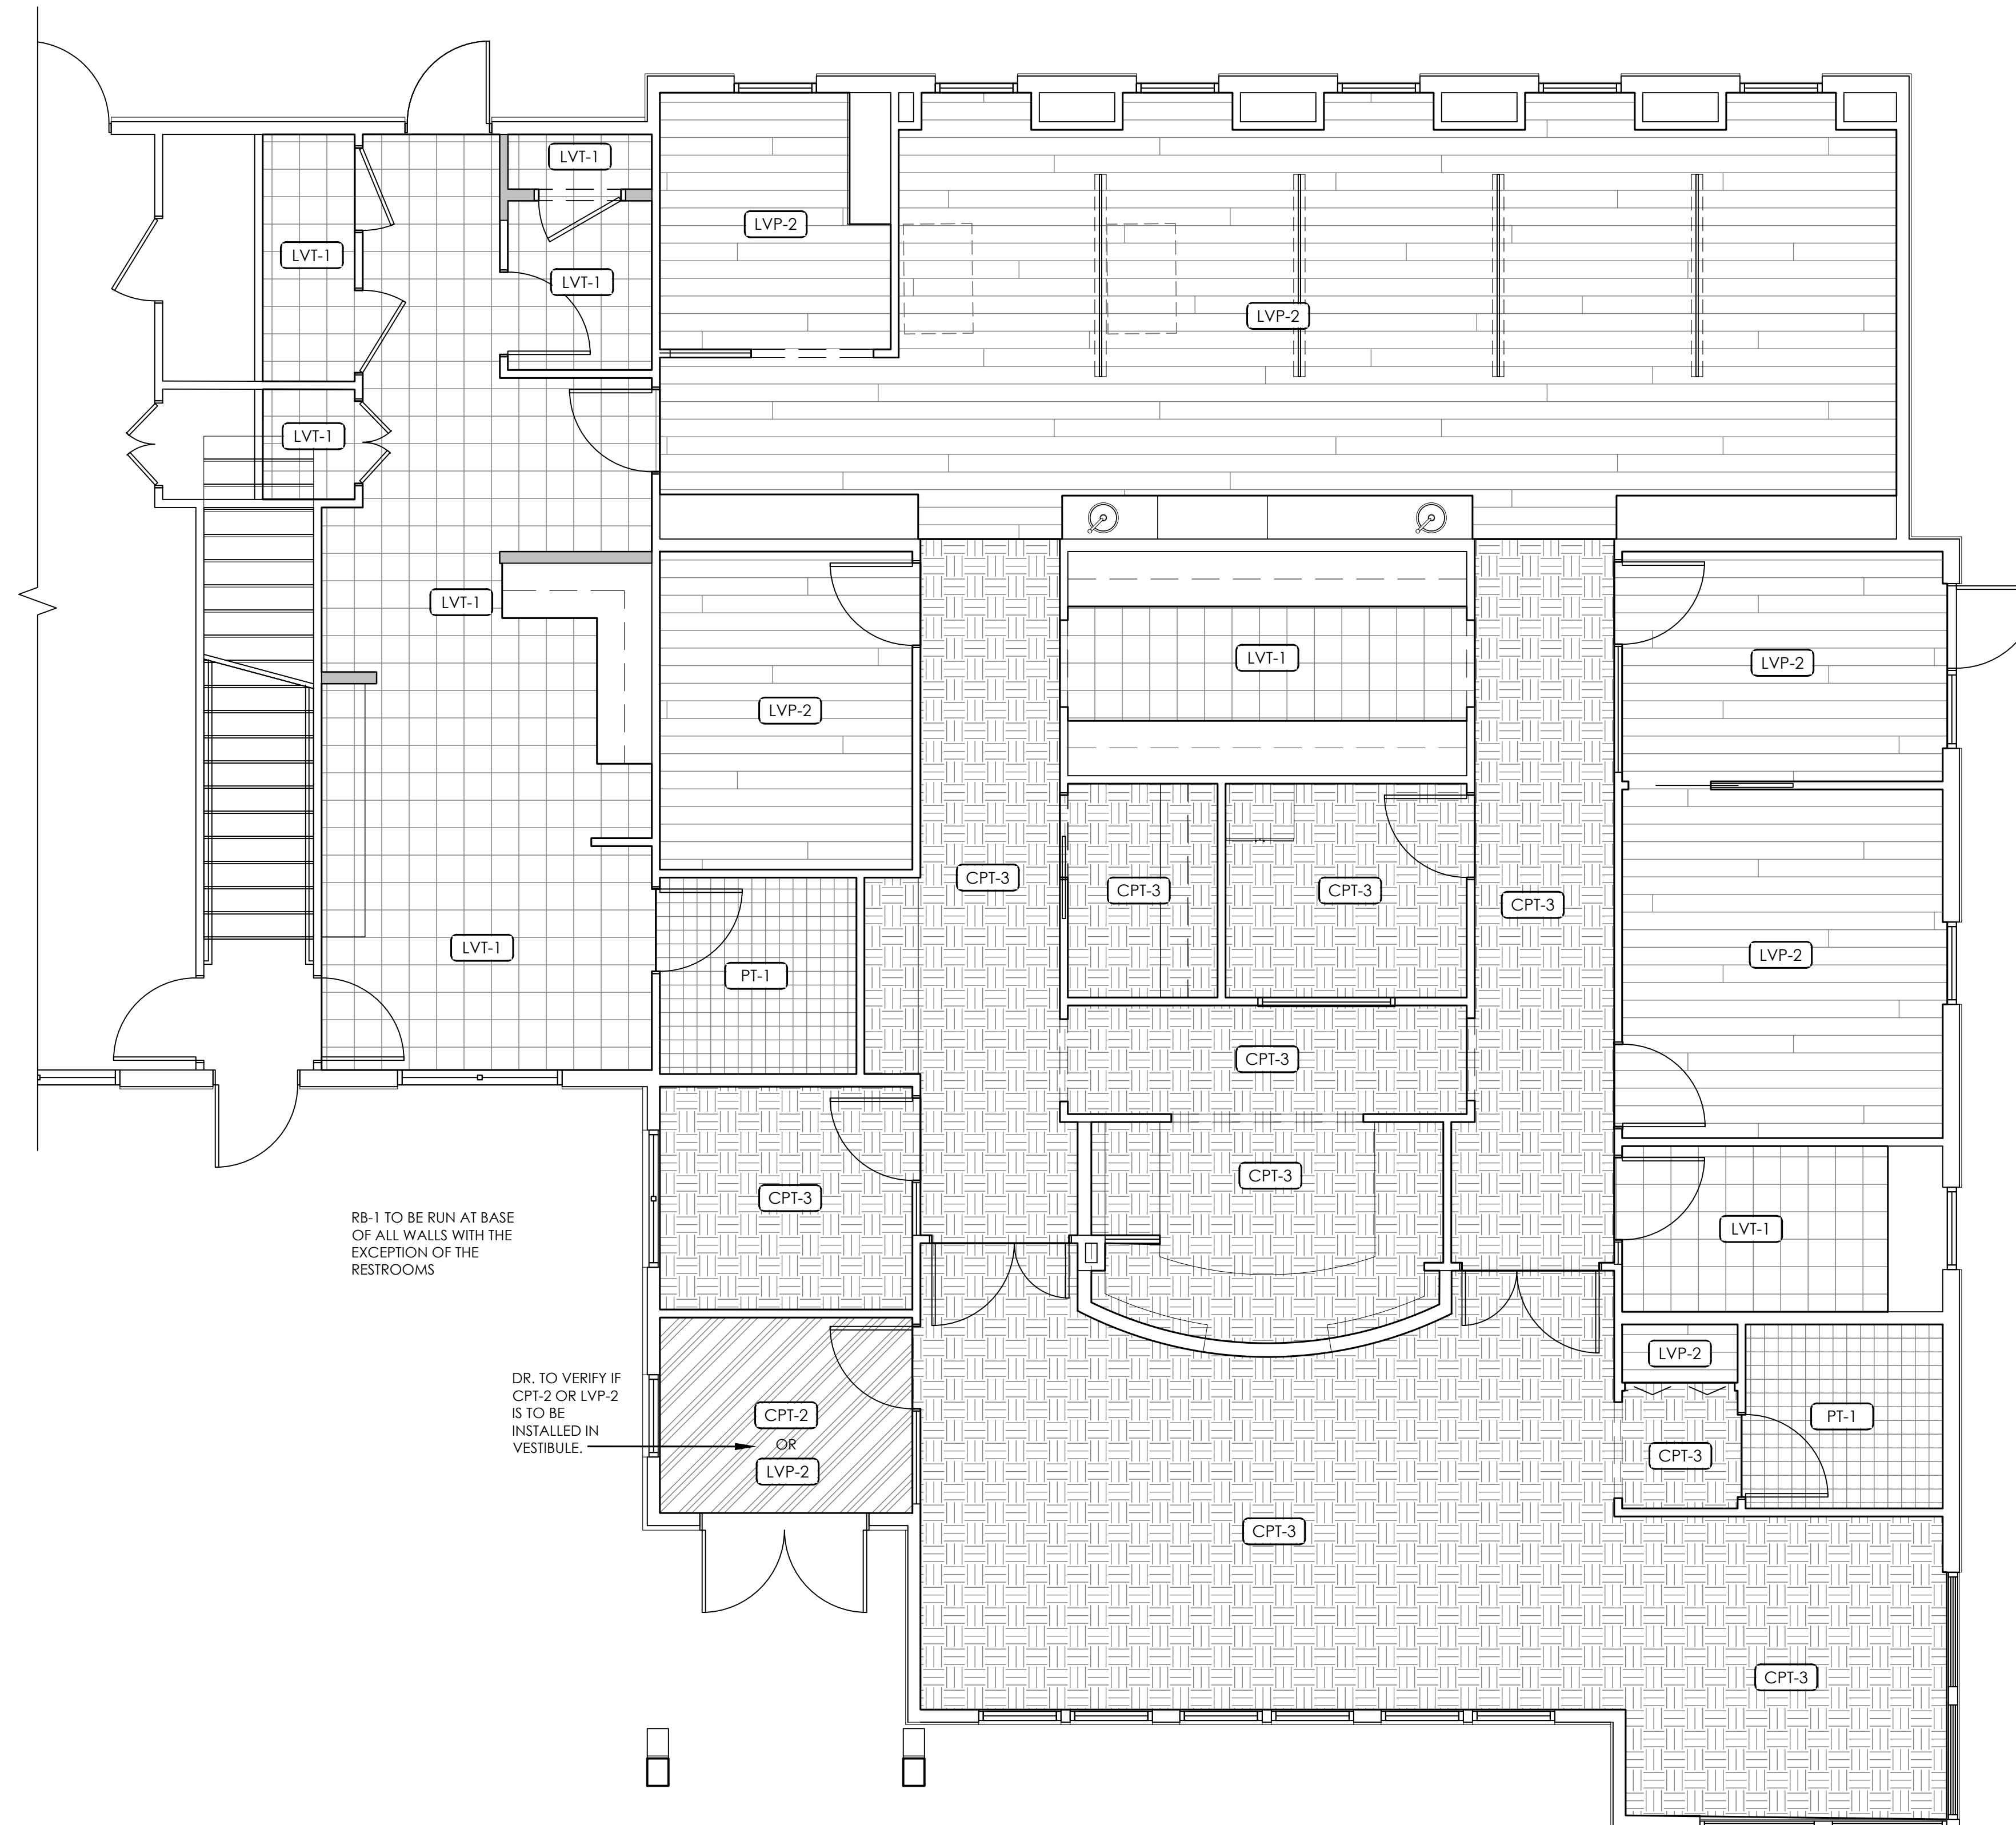 LVT-1
LVP-2
LVT-1
LVT-1
LVP-2
LVT-1
LVT-1
LVT-1
LVP-2
LVP-2
LVP-2
CPT-3
CPT-3
CPT-3
CPT-3
LVT-1
PT-1
LVP-2
CPT-3
CPT-3
CPT-3
LVT-1
RB-1 TO BE RUN AT BASE
OF ALL WALLS WITH THE
EXCEPTION OF THE
RESTROOMS
LVP-2
DR. TO VERIFY IF
CPT-2 OR LVP-2
IS TO BE
INSTALLED IN
VESTIBULE.
CPT-2
OR
LVP-2
PT-1
CPT-3
CPT-3
CPT-3